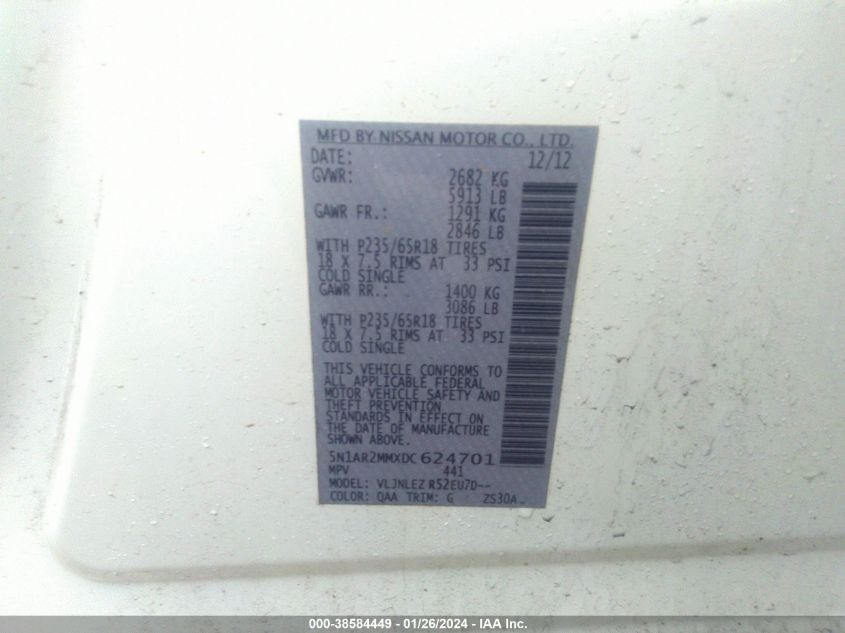 MFD BY NISSAN MOTOR CO., LTD.
DATE: 12/12
GVWR: 2682 KG
5913 LB
GAWR FR.: 1291 KG
2846 LB
WITH P235/65R18 TIRES
18 X 7.5 RIMS AT 33 PSI
COLD SINGLE
GAWR RR.: 1400 KG
3086 LB
WITH P235/65R18 TIRES
18 X 7.5 RIMS AT 33 PSI
COLD SINGLE
THIS VEHICLE CONFORMS TO
ALL APPLICABLE FEDERAL
MOTOR VEHICLE SAFETY AND
THEFT PREVENTION
STANDARDS IN EFFECT ON
THE DATE OF MANUFACTURE
SHOWN ABOVE.
5N1AR2MMXDC624701
MPV 441
MODEL: VLJNLEZ R52EU7D--
COLOR: QAA TRIM: G ZS30A
000-38584449 - 01/26/2024 - IAA Inc.